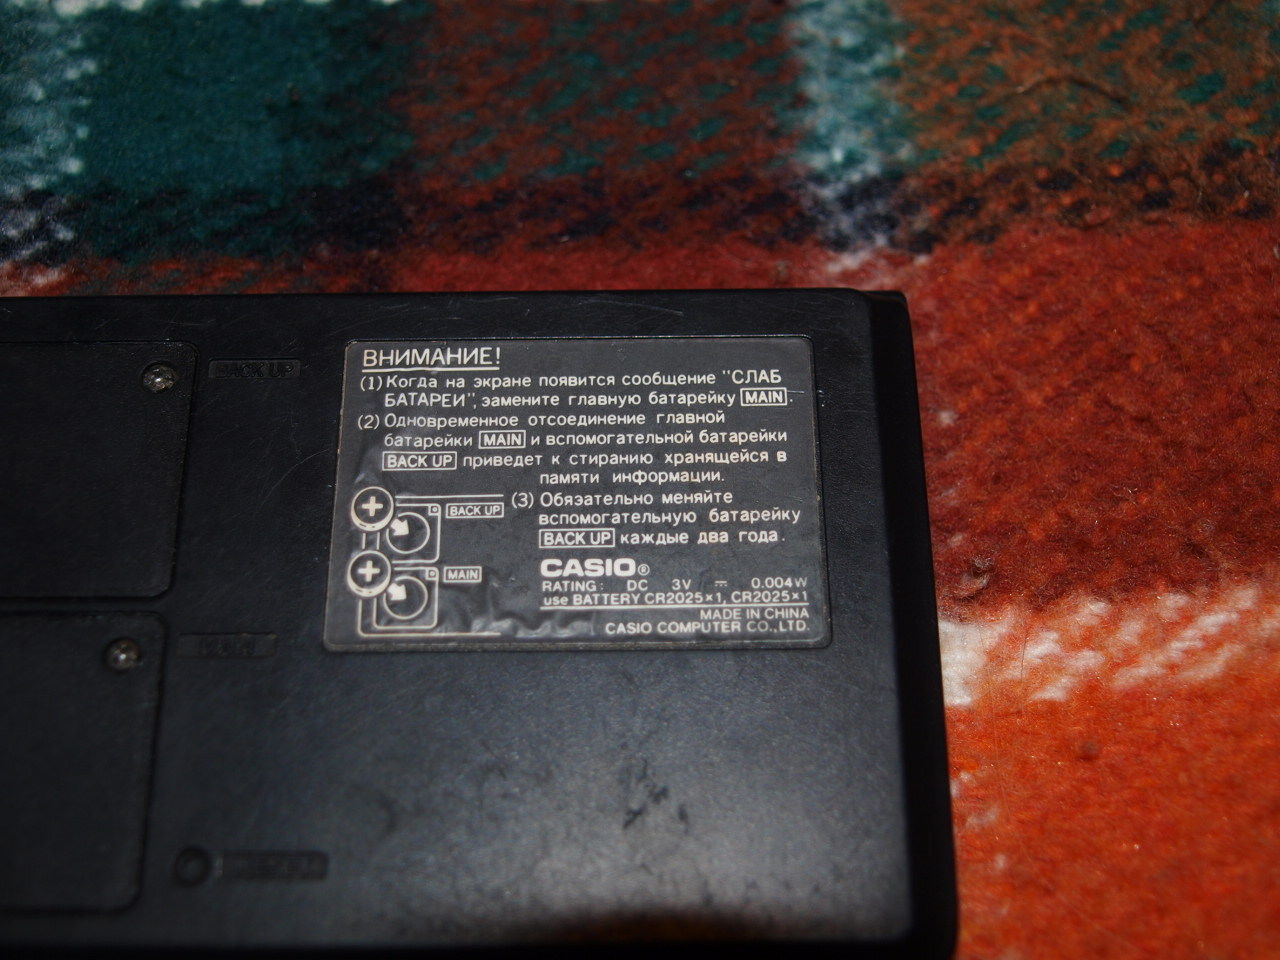 BACK UP
ВНИМАНИЕ!
(1) Когда на экране появится сообщение "СЛАБ
БАТАРЕИ", замените главную батарейку MAIN.
(2) Одновременное отсоединение главной
батарейки MAIN и вспомогательной батарейки
BACK UP приведет к стиранию хранящейся в
памяти информации.
(3) Обязательно меняйте
вспомогательную батарейку
BACK UP каждые два года.
BACK UP
MAIN
CASIO®
RATING: DC 3V ⎓ 0.004W
use BATTERY CR2025×1, CR2025×1
MADE IN CHINA
CASIO COMPUTER CO., LTD.
MAIN